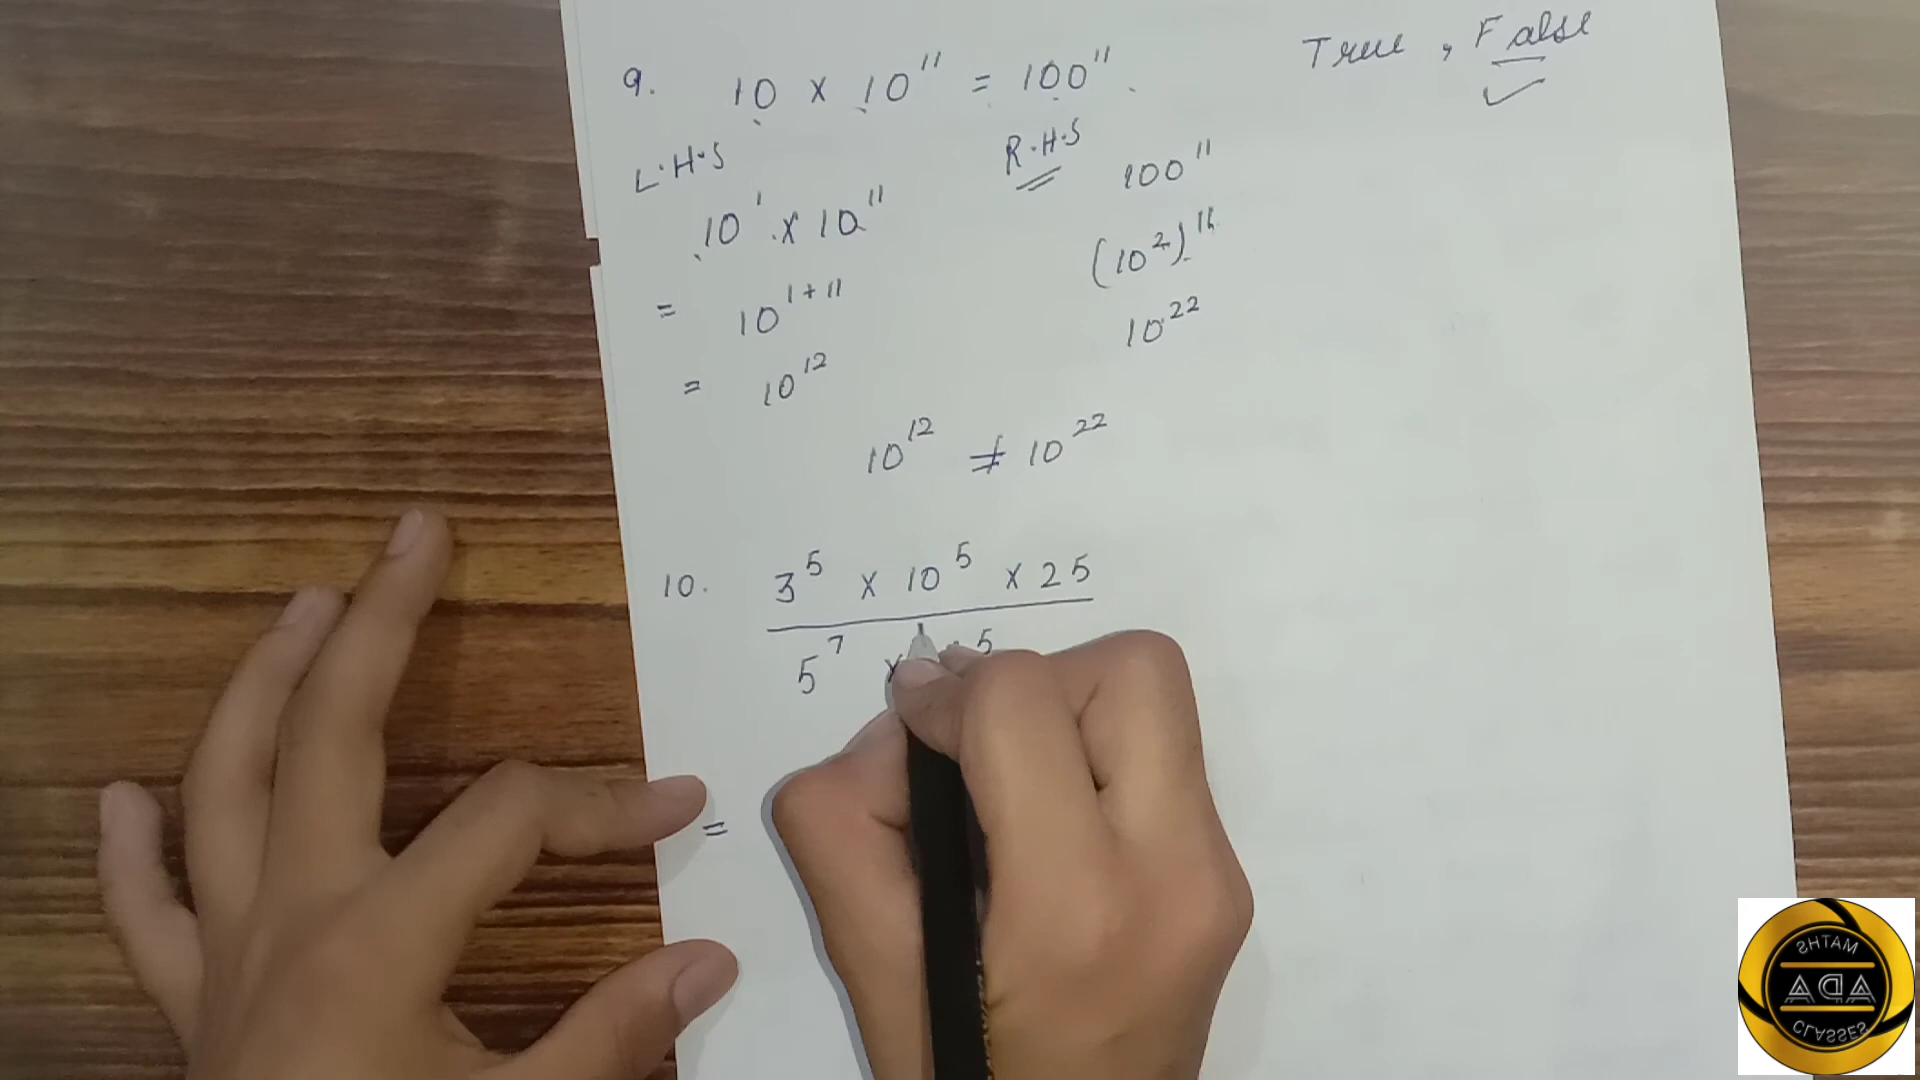 9. 10 x 10¹¹ = 100¹¹ . True , False ✓
L.H.S R.H.S 100¹¹
10¹ x 10¹¹ (10²)¹¹
= 10¹⁺¹¹ 10²²
= 10¹²
10¹² ≠ 10²²
10. 3⁵ x 10⁵ x 25
5⁷ x ⁵
=
MATHS
ADA
CLASSES